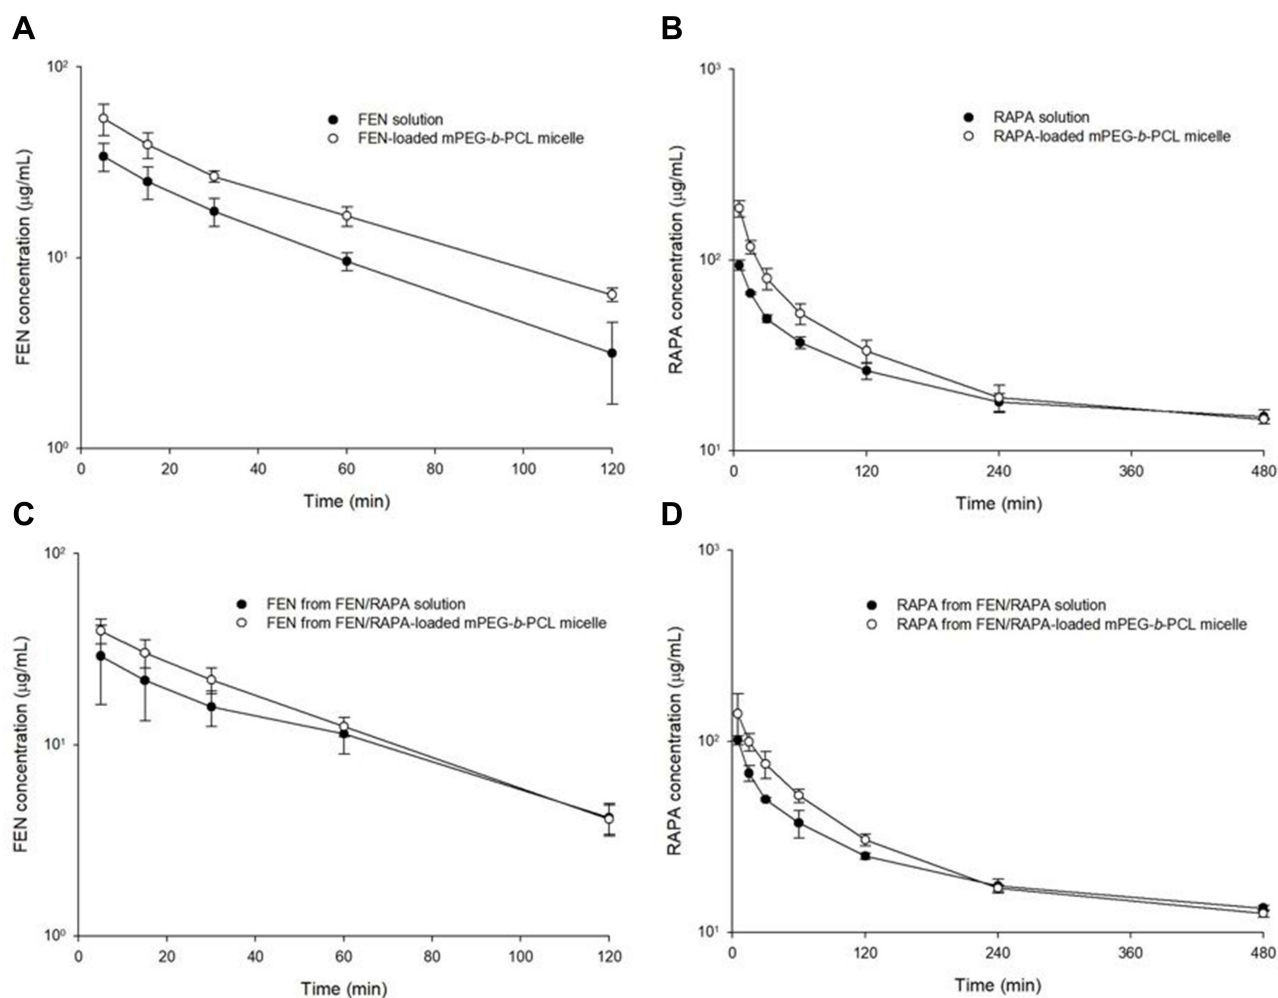 A
FEN concentration (µg/mL)
10²
10¹
10⁰
FEN solution
FEN-loaded mPEG-b-PCL micelle
0 20 40 60 80 100 120
Time (min)
B
RAPA concentration (µg/mL)
10³
10²
10¹
RAPA solution
RAPA-loaded mPEG-b-PCL micelle
0 120 240 360 480
Time (min)
C
FEN concentration (µg/mL)
10²
10¹
10⁰
FEN from FEN/RAPA solution
FEN from FEN/RAPA-loaded mPEG-b-PCL micelle
0 20 40 60 80 100 120
Time (min)
D
RAPA concentration (µg/mL)
10³
10²
10¹
RAPA from FEN/RAPA solution
RAPA from FEN/RAPA-loaded mPEG-b-PCL micelle
0 120 240 360 480
Time (min)